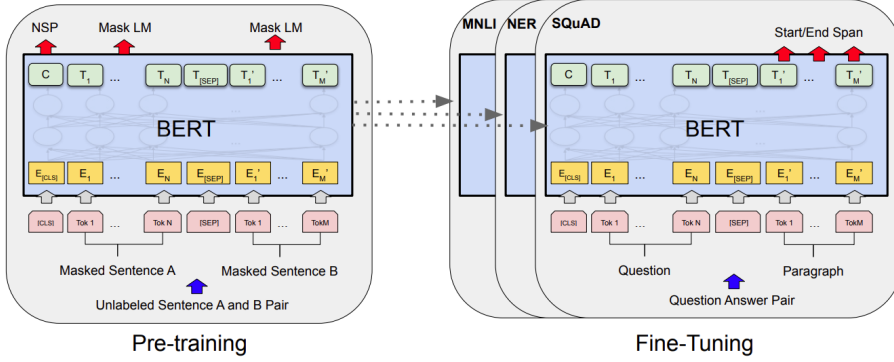 NSP Mask LM Mask LM
C T1 ... TN T[SEP] T1' ... TM'
BERT
E[CLS] E1 ... EN E[SEP] E1' ... EM'
[CLS] Tok 1 ... Tok N [SEP] Tok 1 ... TokM
Masked Sentence A Masked Sentence B
Unlabeled Sentence A and B Pair
Pre-training
MNLI NER SQuAD
Start/End Span
C T1 ... TN T[SEP] T1' ... TM'
BERT
E[CLS] E1 ... EN E[SEP] E1' ... EM'
[CLS] Tok 1 ... Tok N [SEP] Tok 1 ... TokM
Question Paragraph
Question Answer Pair
Fine-Tuning